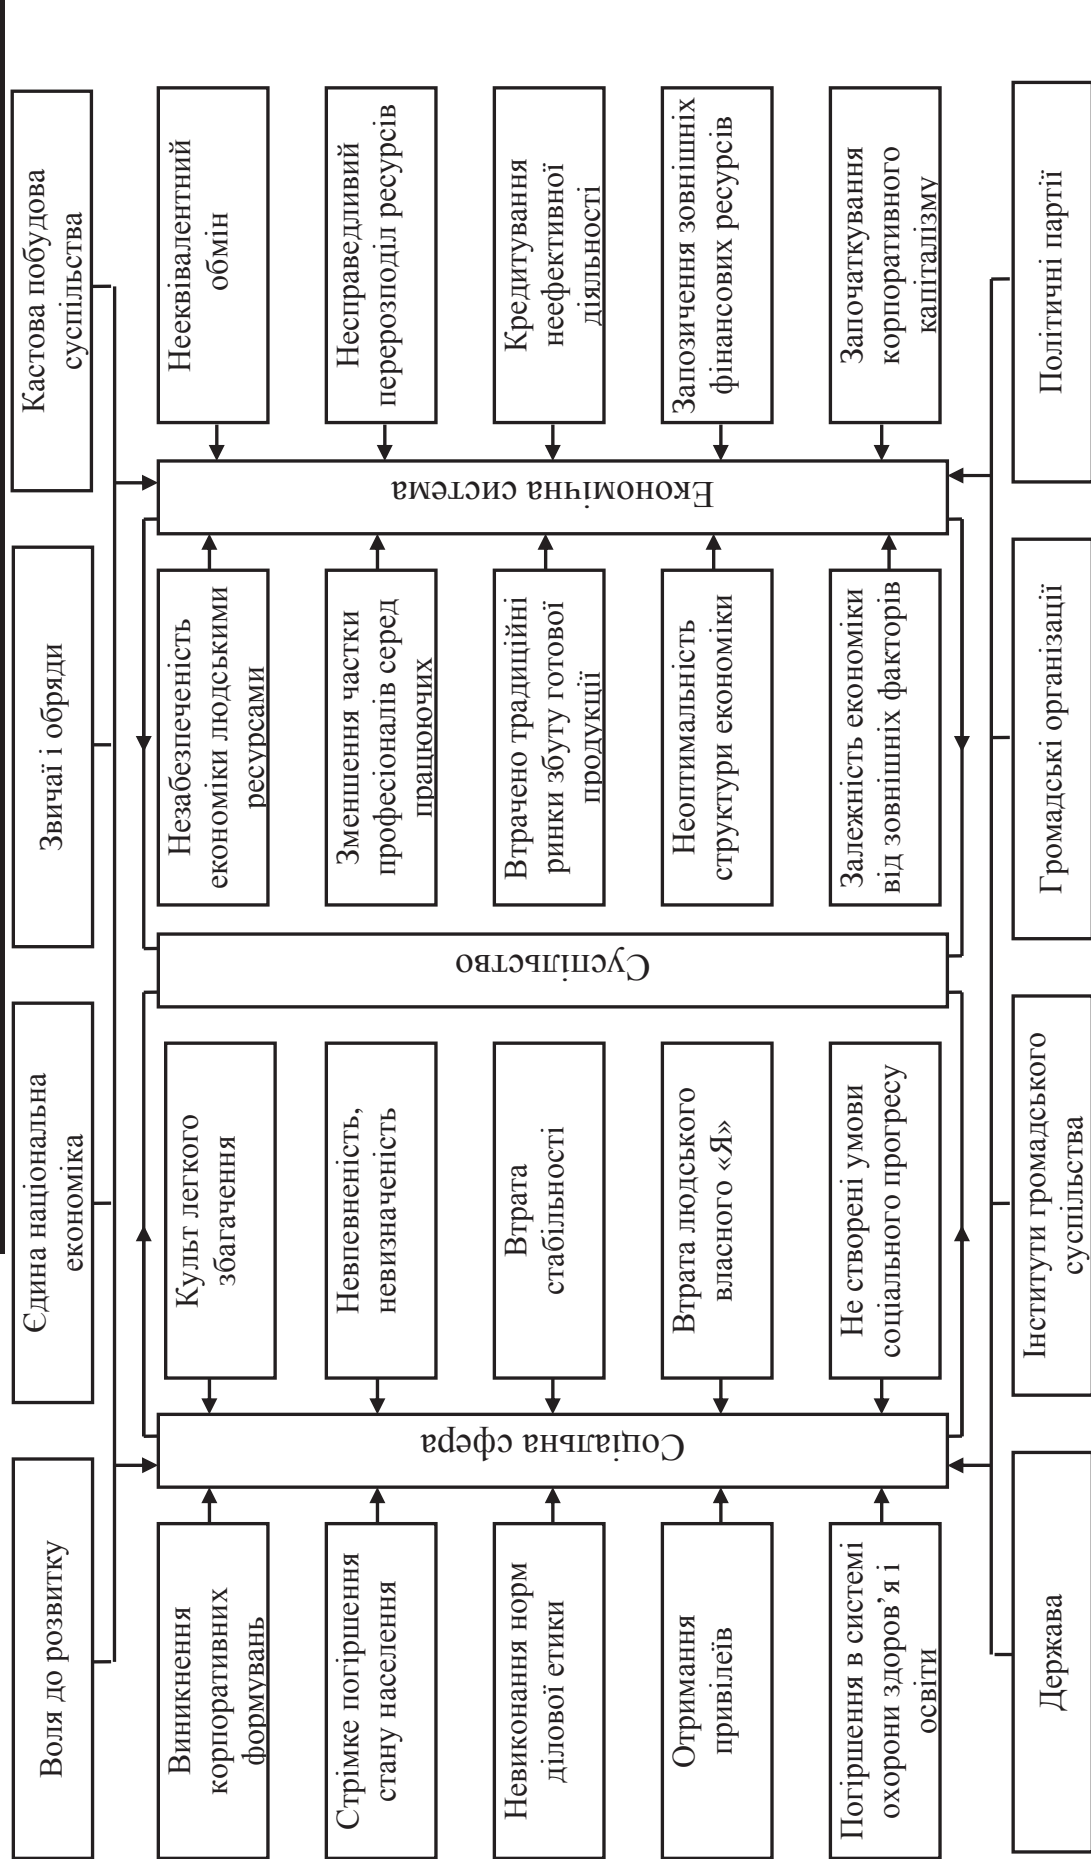 Воля до розвитку
Єдина національна
економіка
Звичаї і обряди
Кастова побудова
суспільства
Виникнення
корпоративних
формувань
Стрімке погіршення
стану населення
Невиконання норм
ділової етики
Отримання
привілеїв
Погіршення в системі
охорони здоров’я і
освіти
Соціальна сфера
Культ легкого
збагачення
Невпевненість,
невизначеність
Втрата
стабільності
Втрата людського
власного «Я»
Не створені умови
соціального прогресу
Суспільство
Незабезпеченість
економіки людськими
ресурсами
Зменшення частки
професіоналів серед
працюючих
Втрачено традиційні
ринки збуту готової
продукції
Неоптимальність
структури економіки
Залежність економіки
від зовнішніх факторів
Економічна система
Нееквівалентний
обмін
Несправедливий
перерозподіл ресурсів
Кредитування
неефективної
діяльності
Запозичення зовнішніх
фінансових ресурсів
Започаткування
корпоративного
капіталізму
Держава
Інститути громадського
суспільства
Громадські організації
Політичні партії